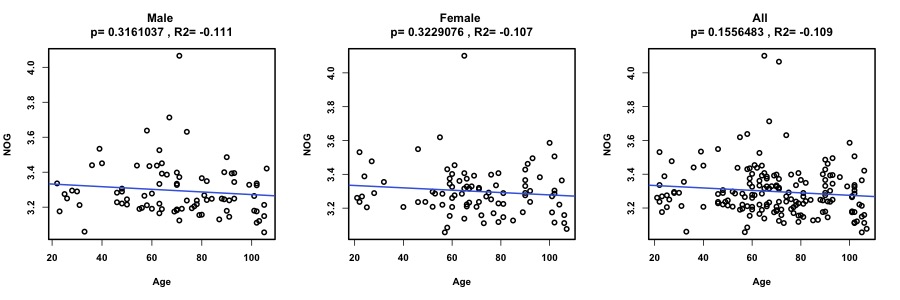 Male
p= 0.3161037 , R2= -0.111
NOG
4.0
3.8
3.6
3.4
3.2
20 40 60 80 100
Age
Female
p= 0.3229076 , R2= -0.107
NOG
4.0
3.8
3.6
3.4
3.2
20 40 60 80 100
Age
All
p= 0.1556483 , R2= -0.109
NOG
4.0
3.8
3.6
3.4
3.2
20 40 60 80 100
Age